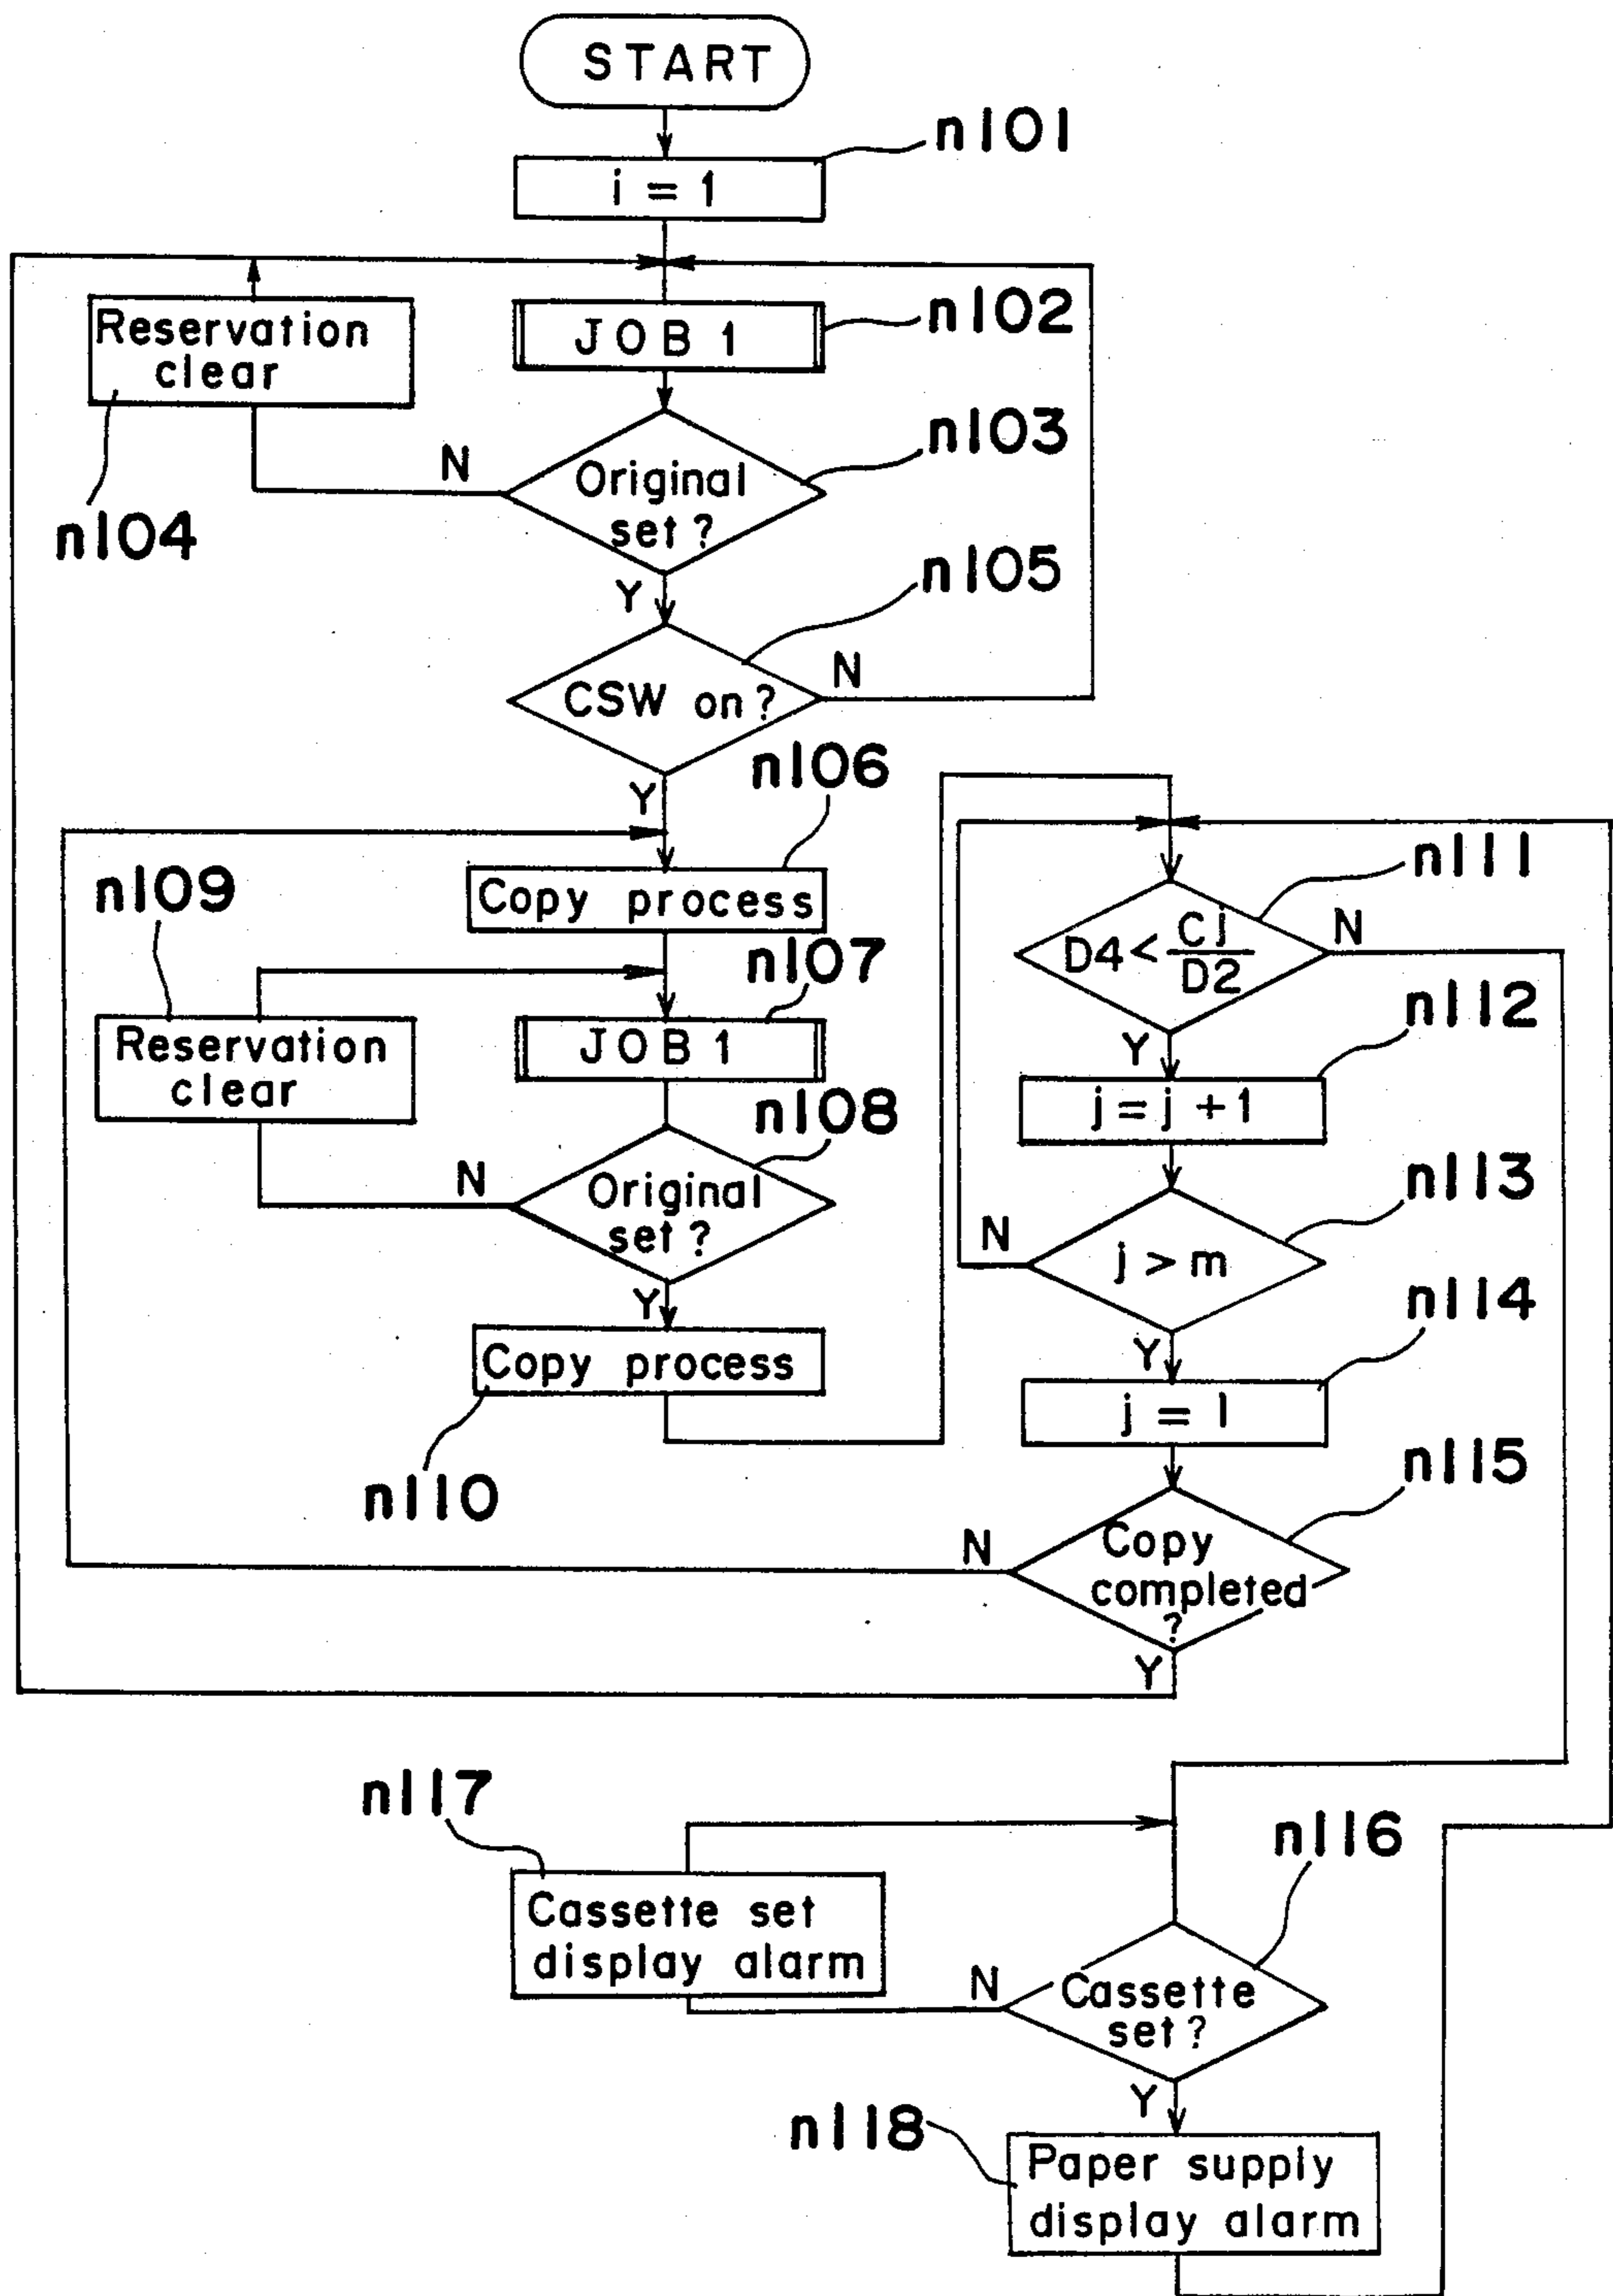 START
n101
i = 1
Reservation
clear
n104
JOB 1
n102
N
Original
set?
n103
Y
n105
CSW on?
N
Y
n106
Copy process
n109
Reservation
clear
n107
JOB 1
n108
N
Original
set?
Y
Copy process
n110
n111
D4 < Cj
D2
N
Y
n112
j = j + 1
n113
N
j > m
Y
n114
j = 1
n115
N
Copy
completed
?
Y
n117
Cassette set
display alarm
n116
N
Cassette
set?
Y
n118
Paper supply
display alarm